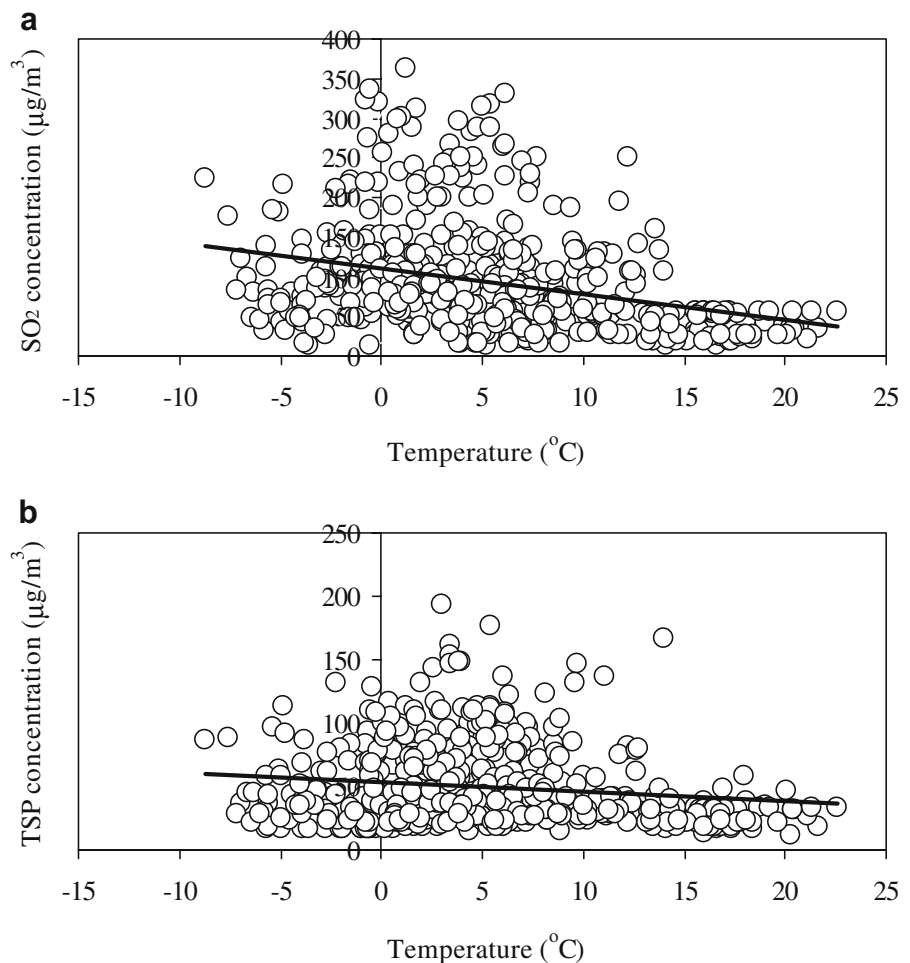 a
SO2 concentration (µg/m3)
400
350
300
250
200
150
100
50
0
-15 -10 -5 0 5 10 15 20 25
Temperature (oC)
b
TSP concentration (µg/m3)
250
200
150
100
50
0
-15 -10 -5 0 5 10 15 20 25
Temperature (oC)